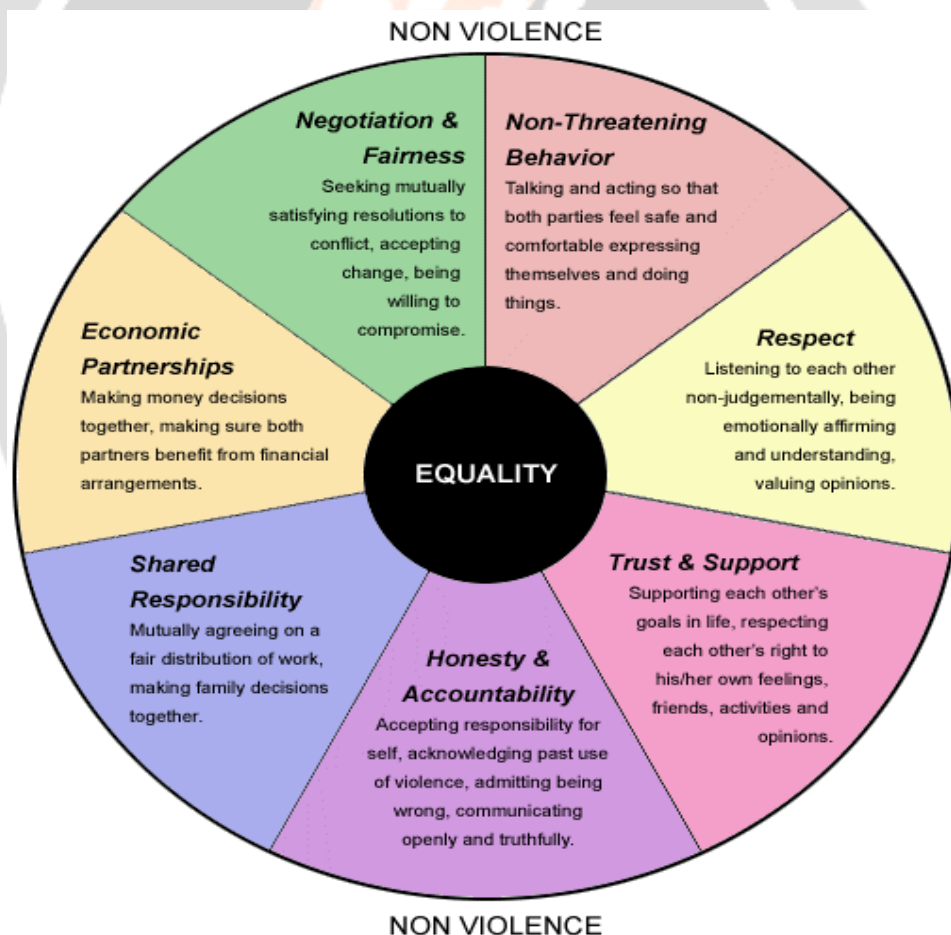 NON VIOLENCE
Negotiation &
Fairness
Seeking mutually
satisfying resolutions to
conflict, accepting
change, being
willing to
compromise.
Non-Threatening
Behavior
Talking and acting so that
both parties feel safe and
comfortable expressing
themselves and doing
things.
Economic
Partnerships
Making money decisions
together, making sure both
partners benefit from financial
arrangements.
EQUALITY
Respect
Listening to each other
non-judgementally, being
emotionally affirming
and understanding,
valuing opinions.
Shared
Responsibility
Mutually agreeing on a
fair distribution of work,
making family decisions
together.
Honesty &
Accountability
Accepting responsibility for
self, acknowledging past use
of violence, admitting being
wrong, communicating
openly and truthfully.
Trust & Support
Supporting each other's
goals in life, respecting
each other's right to
his/her own feelings,
friends, activities and
opinions.
NON VIOLENCE